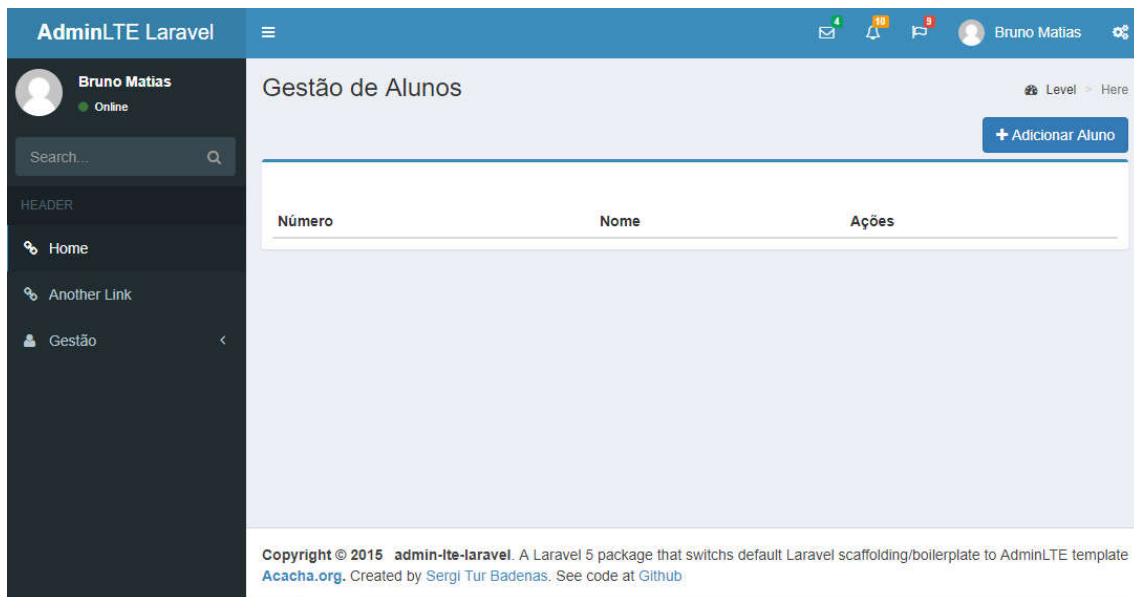 AdminLTE Laravel
4
10
9
Bruno Matias
Bruno Matias
Online
Search...
HEADER
Home
Another Link
Gestão
Gestão de Alunos
Level > Here
+ Adicionar Aluno
Número Nome Ações
Copyright © 2015 admin-lte-laravel. A Laravel 5 package that switchs default Laravel scaffolding/boilerplate to AdminLTE template
Acacha.org. Created by Sergi Tur Badenas. See code at Github